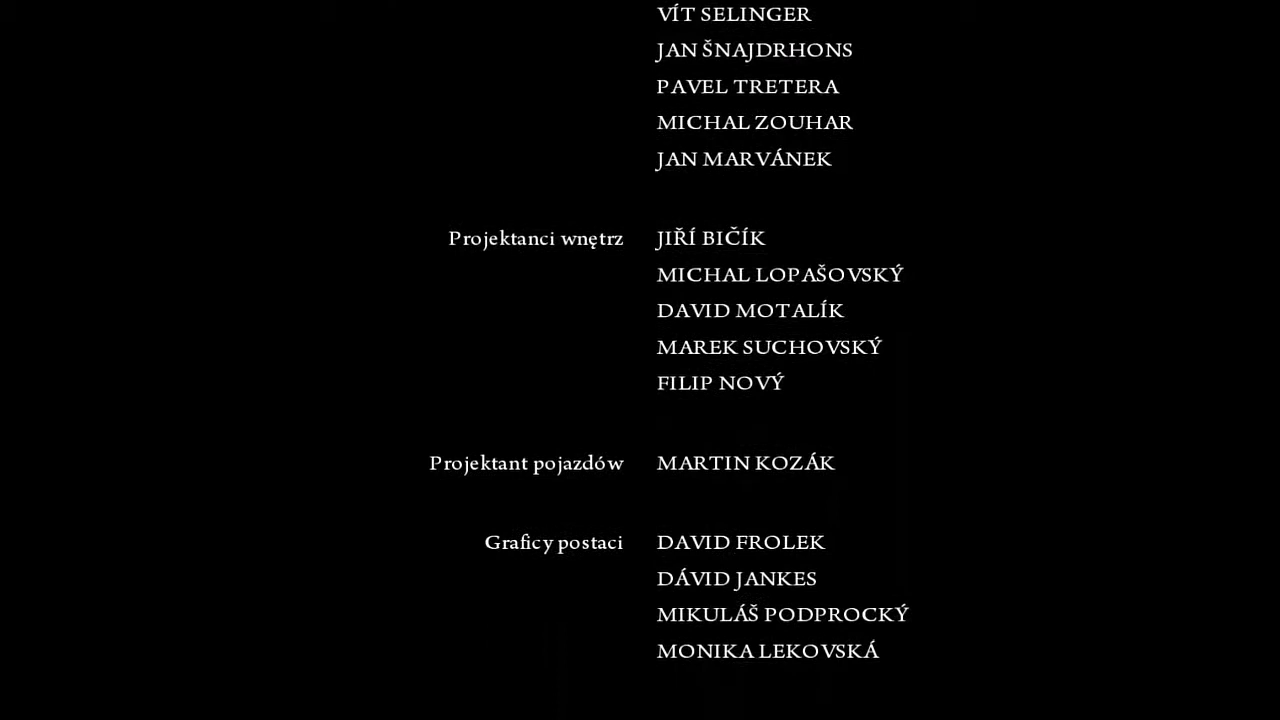 VÍT SELINGER
JAN ŠNAJDRHONS
PAVEL TRETERA
MICHAL ZOUHAR
JAN MARVÁNEK
Projektanci wnętrz JIŘÍ BIČÍK
MICHAL LOPAŠOVSKÝ
DAVID MOTALÍK
MAREK SUCHOVSKÝ
FILIP NOVÝ
Projektant pojazdów MARTIN KOZÁK
Graficy postaci DAVID FROLEK
DÁVID JANKES
MIKULÁŠ PODPROCKÝ
MONIKA LEKOVSKÁ